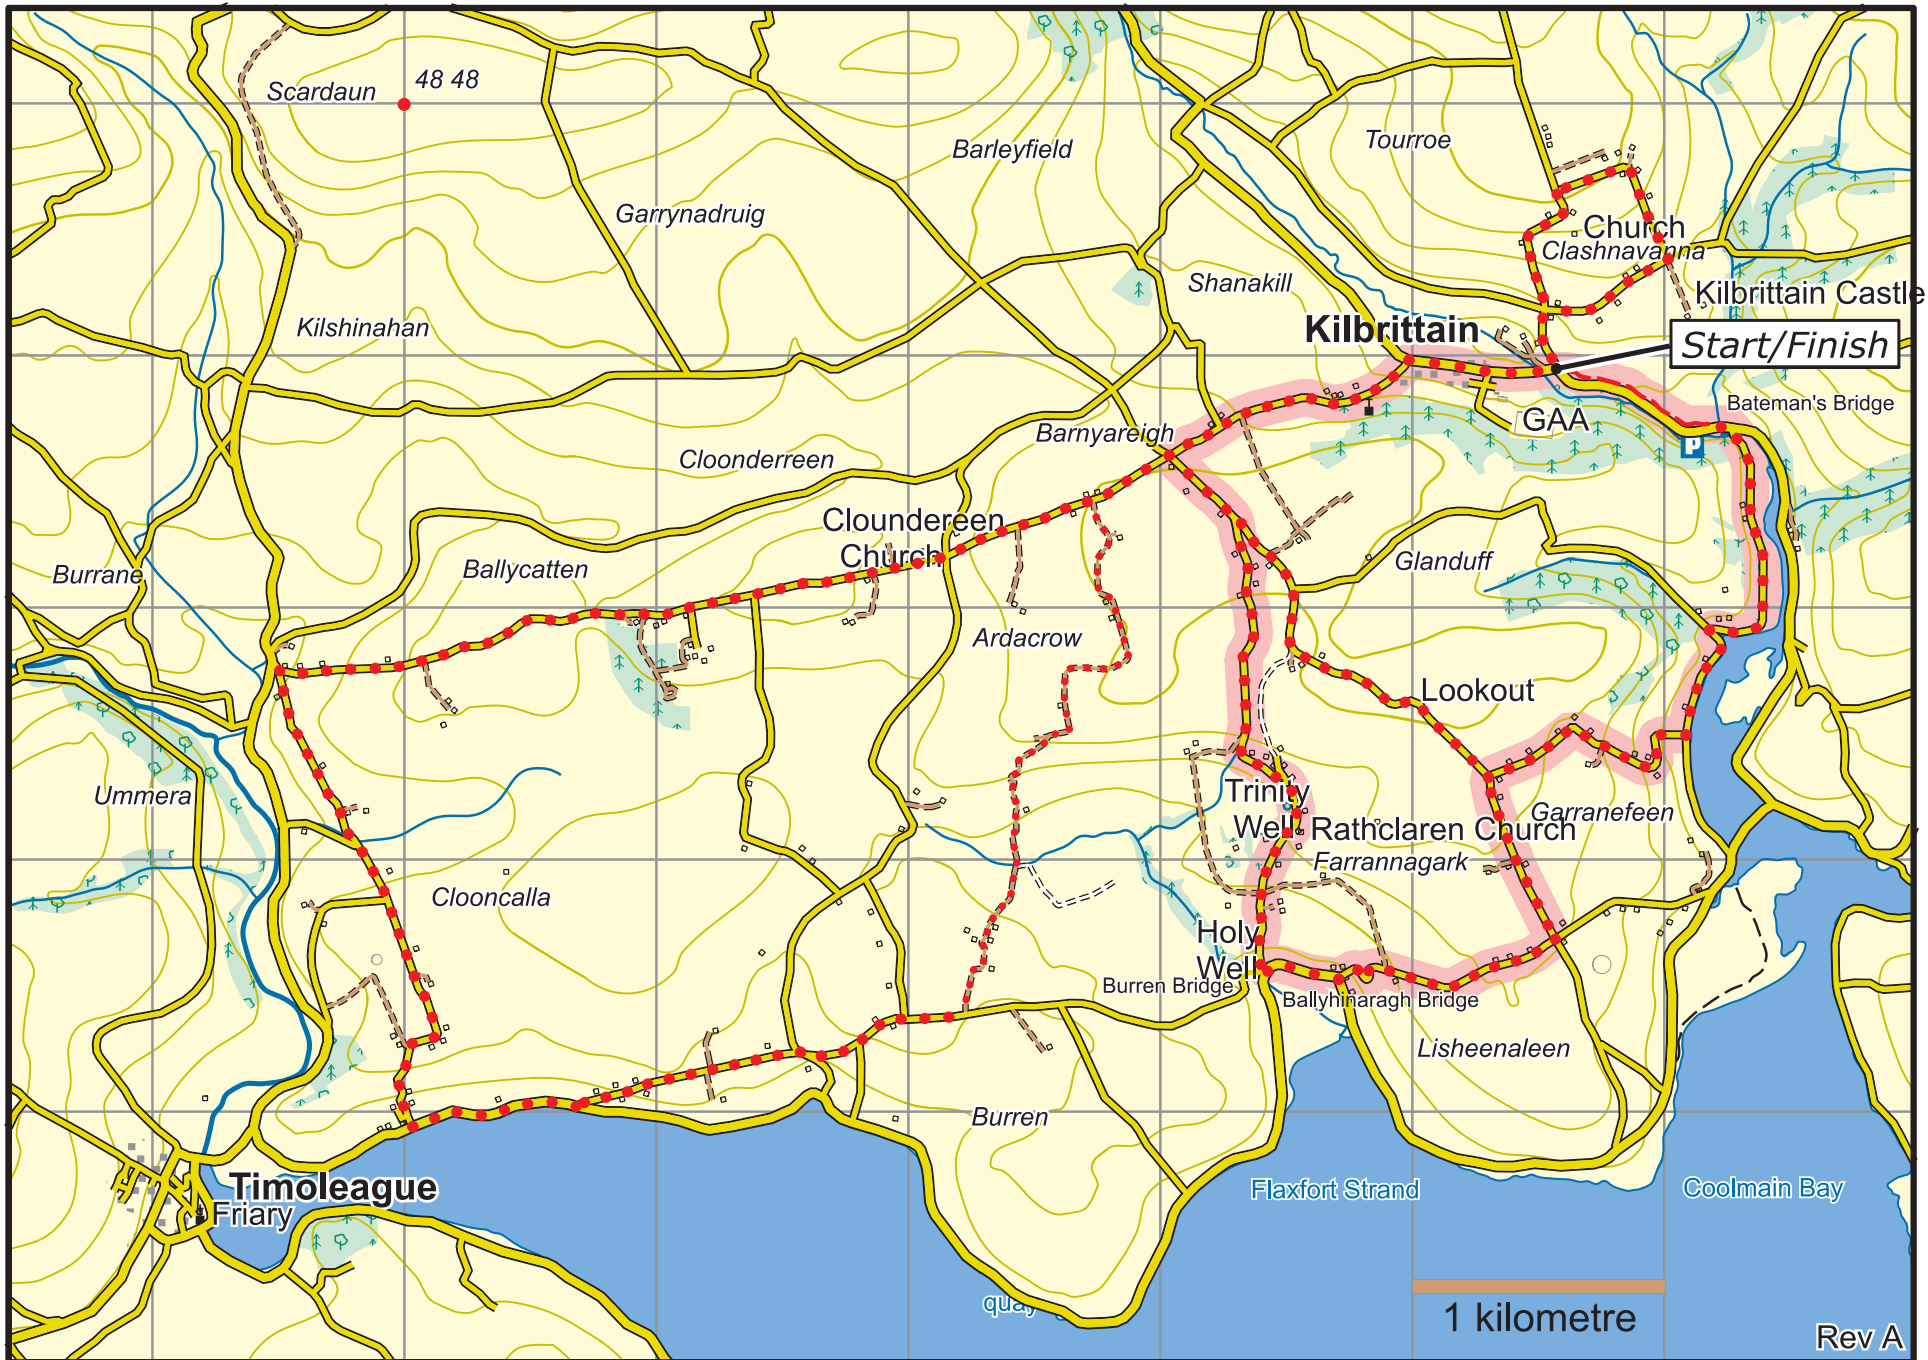 48 48
Scardaun
Barleyfield
Tourroe
Garrynadruig
Church
Clashnavanna
Shanakill
Kilbrittain Castle
Kilshinahan
Kilbrittain
Start/Finish
Bateman's Bridge
GAA
P
Barnyareigh
Cloonderreen
Cloundereen
Church
Burrane
Ballycatten
Glanduff
Ardacrow
Lookout
Ummera
Trinity
Well
Rathclaren Church
Garranefeen
Farrannagark
Clooncalla
Holy
Well
Burren Bridge
Ballyhinaragh Bridge
Lisheenaleen
Burren
Timoleague
Friary
Flaxfort Strand
Coolmain Bay
quay
1 kilometre
Rev A